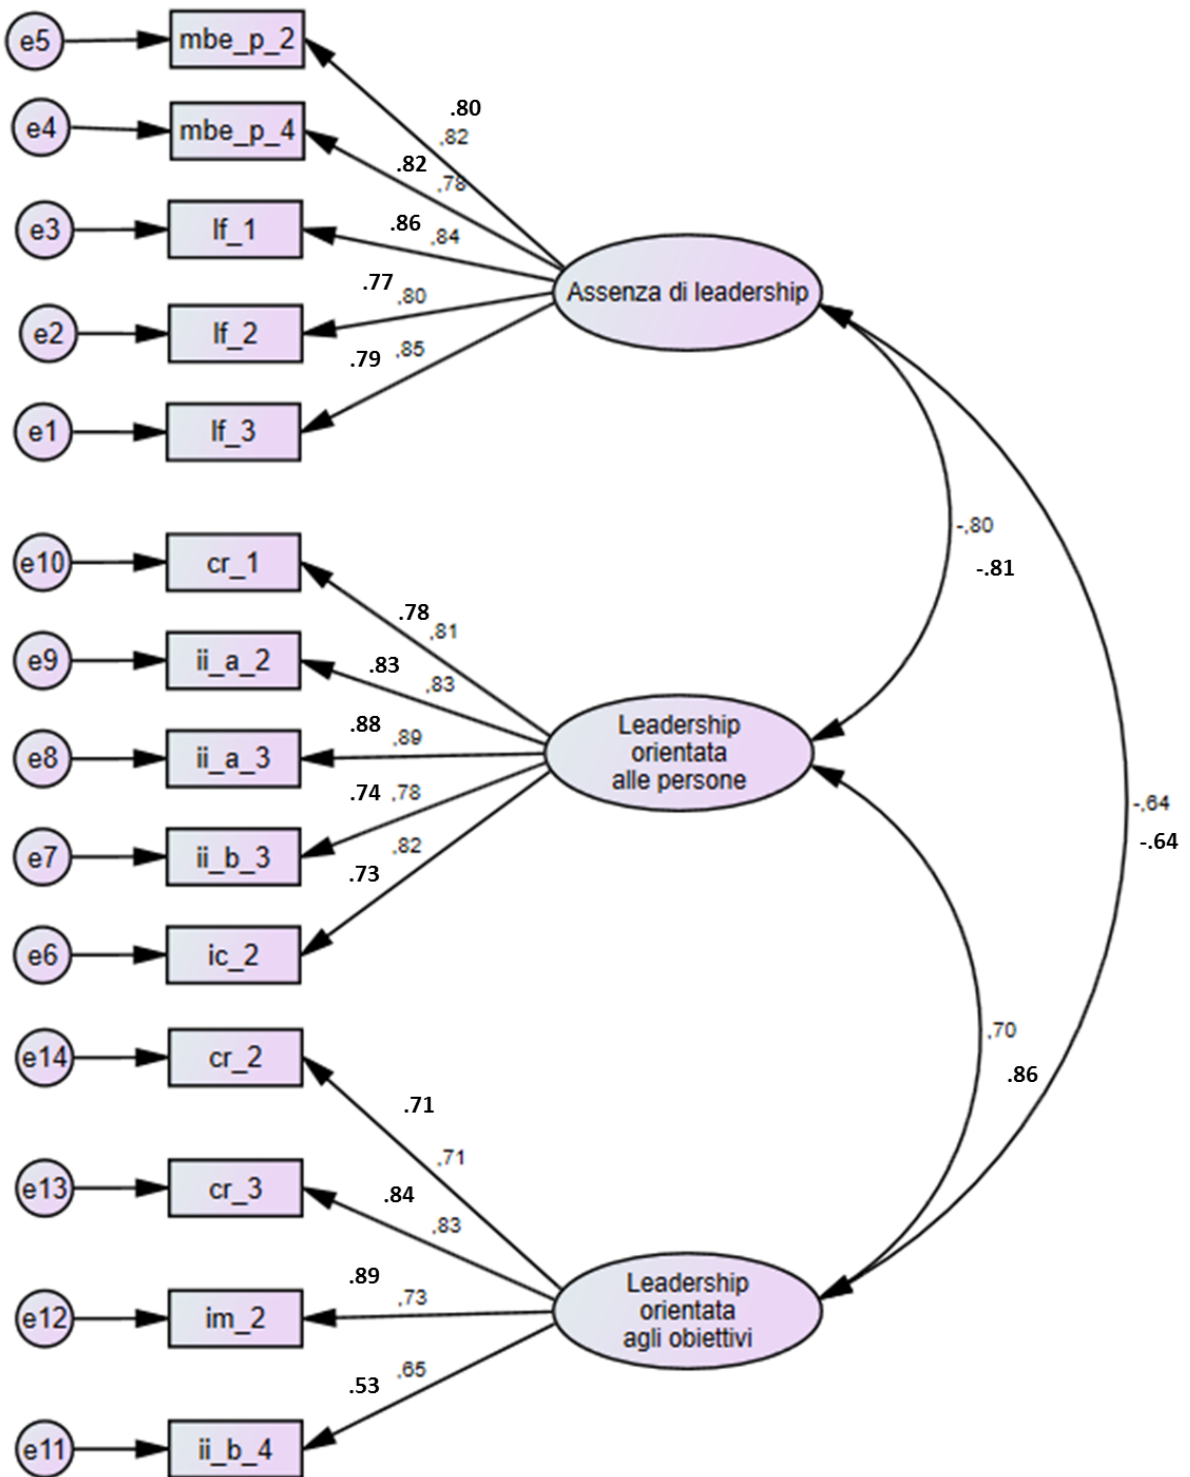 e5
mbe_p_2
.80
,82
e4
mbe_p_4
.82
,78
e3
lf_1
.86
,84
Assenza di leadership
e2
lf_2
.77
,80
e1
lf_3
.79
,85
-,80
-.81
e10
cr_1
.78
,81
e9
ii_a_2
.83
,83
e8
ii_a_3
.88
,89
Leadership
orientata
alle persone
e7
ii_b_3
.74
,78
e6
ic_2
.73
,82
-,64
-.64
,70
.86
e14
cr_2
.71
,71
e13
cr_3
.84
,83
e12
im_2
.89
,73
Leadership
orientata
agli obiettivi
e11
ii_b_4
.53
,65